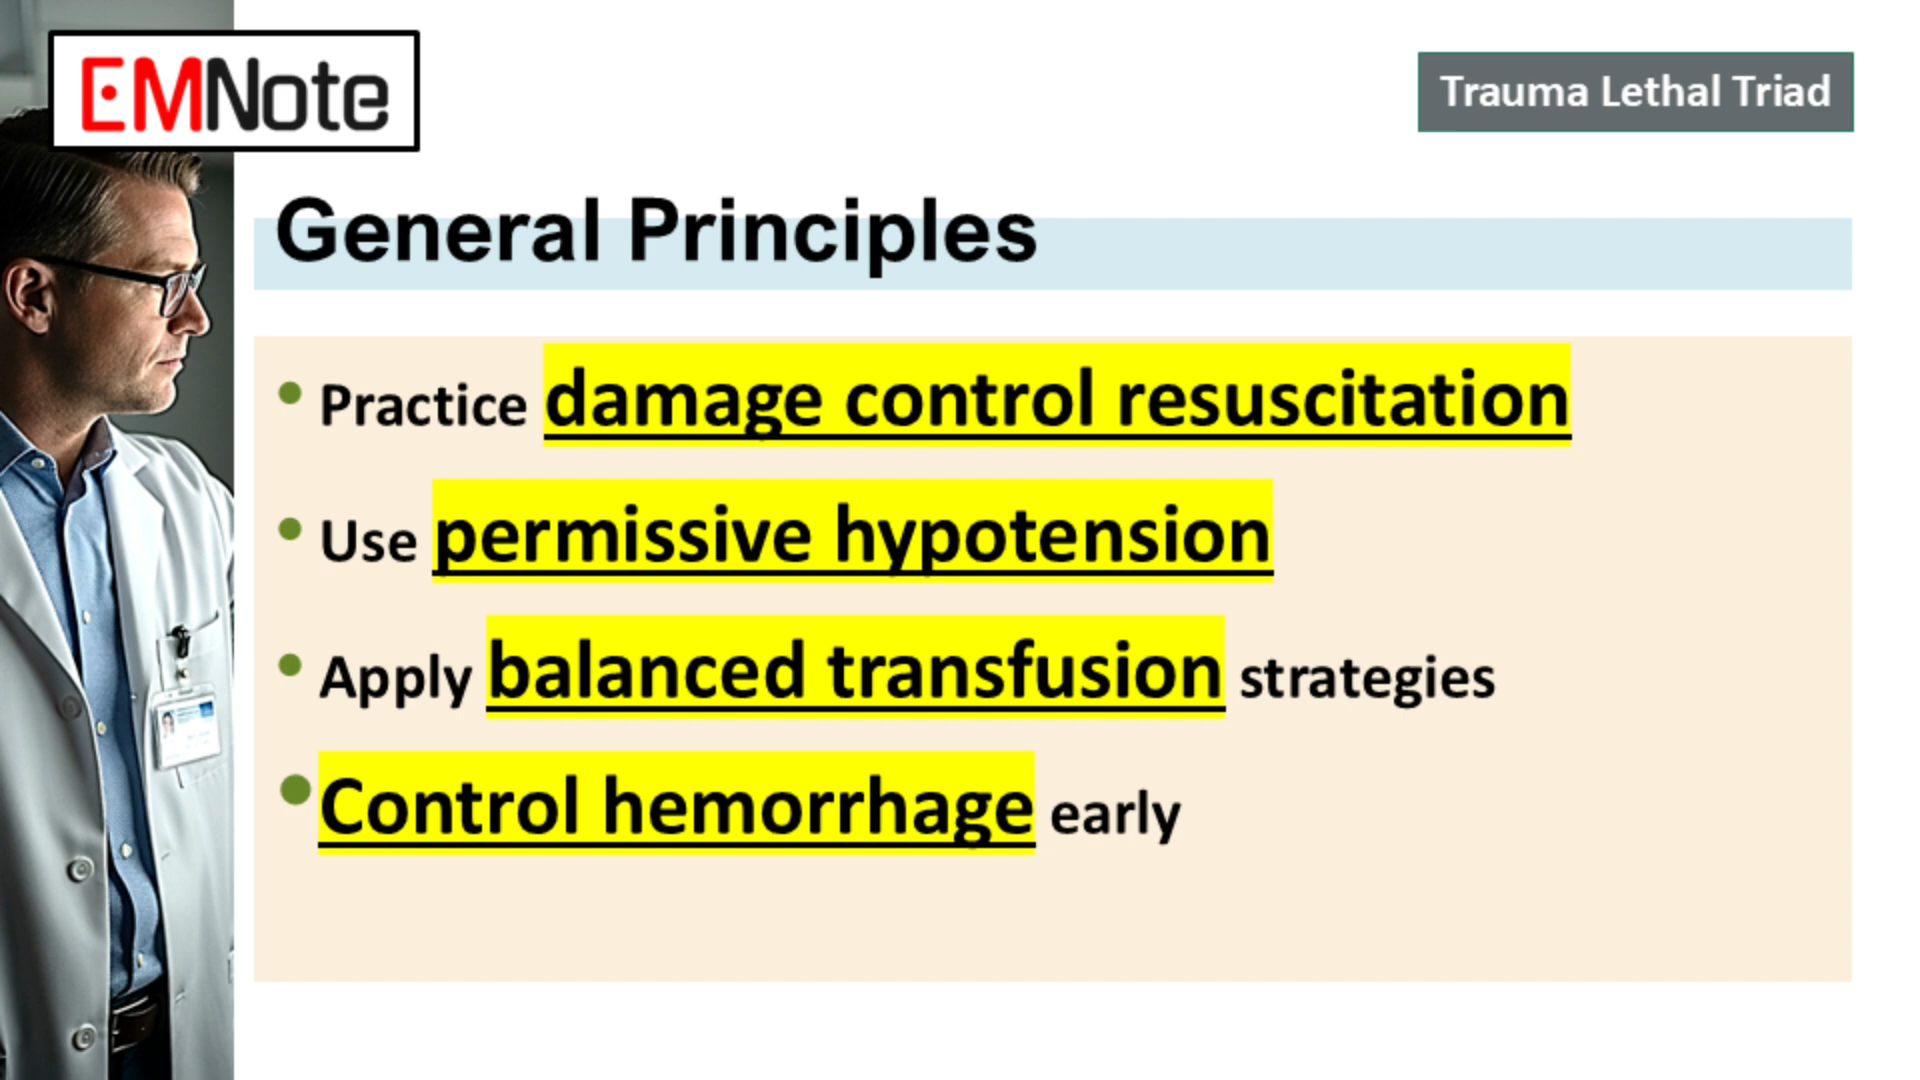 EMNote
Trauma Lethal Triad
General Principles
• Practice damage control resuscitation
• Use permissive hypotension
• Apply balanced transfusion strategies
• Control hemorrhage early